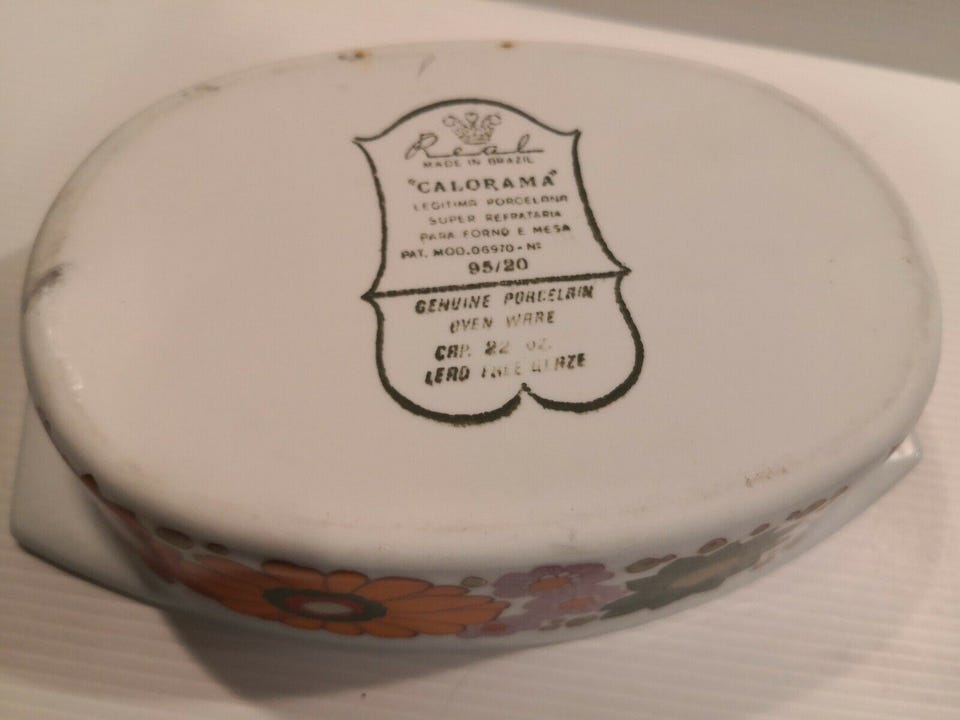 Real
MADE IN BRAZIL
"CALORAMA"
LEGITIMA PORCELANA
SUPER REFRATARIA
PARA FORNO E MESA
PAT. MOD. 06970 - Nº
95/20
GENUINE PORCELAIN
OVEN WARE
CAP. 22 OZ.
LEAD FREE GLAZE